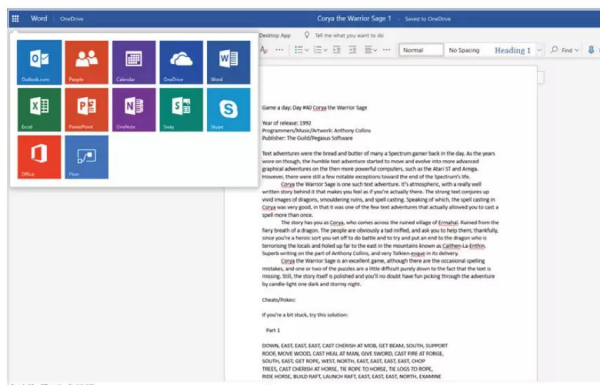 Word OneDrive Corya the Warrior Sage 1 - Saved to OneDrive
Desktop App Tell me what you want to do
Normal No Spacing Heading 1 Find
Outlook.com People Calendar OneDrive Word
Excel PowerPoint OneNote Sway Skype
Office Flow
Game a day: Day #40 Corya the Warrior Sage
Year of release: 1992
Programmers/Music/Artwork: Anthony Collins
Publisher: The Guild/Pegasus Software
Text adventures were the bread and butter of many a Spectrum gamer back in the day. As the years
wore on though, the humble text adventure started to move and evolve into more advanced
graphical adventures on the then more powerful computers, such as the Atari ST and Amiga.
However, there were still a few notable exceptions toward the end of the Spectrum's life.
Corya the Warrior Sage is one such text adventure. It's atmospheric, with a really well
written story behind it that makes you feel as if you're actually there. The strong text conjures up
vivid images of dragons, smouldering ruins, and spell casting. Speaking of which, the spell casting in
Corya was very good, in that it was one of the few text adventures that actually allowed you to cast a
spell more than once.
The story has you as Corya, who comes across the ruined village of Ermahal. Ruined from the
fiery breath of a dragon. The people are obviously a tad miffed, and ask you to help them; thankfully,
since you're a heroic sort you set off to do battle and to try and put an end to the dragon who is
terrorising the locals and holed up far to the east in the mountains known as Caithen-La-Enthin.
Superb writing on the part of Anthony Collins, and very Tolkien-esque in its delivery.
Corya the Warrior Sage is an excellent game, although there are the occasional spelling
mistakes, and one or two of the puzzles are a little difficult purely down to the fact that the text is
missing. Still, the story itself is polished and you'll no doubt have fun picking through the adventure
by candle-light one dark and stormy night.
Cheats/Pokes:
If you're a bit stuck, try this solution:
Part 1
DOWN, EAST, EAST, EAST, CAST CHERISH AT MOB, GET BEAM, SOUTH, SUPPORT
ROOF, MOVE WOOD, CAST HEAL AT MAN, GIVE SWORD, CAST FIRE AT FORGE,
SOUTH, EAST, GET ROPE, WEST, NORTH, EAST, EAST, EAST, EAST, CHOP
TREES, CAST CHERISH AT HORSE, TIE ROPE TO HORSE, TIE LOGS TO ROPE,
RIDE HORSE, BUILD RAFT, LAUNCH RAFT, EAST, EAST, EAST, NORTH, EXAMINE